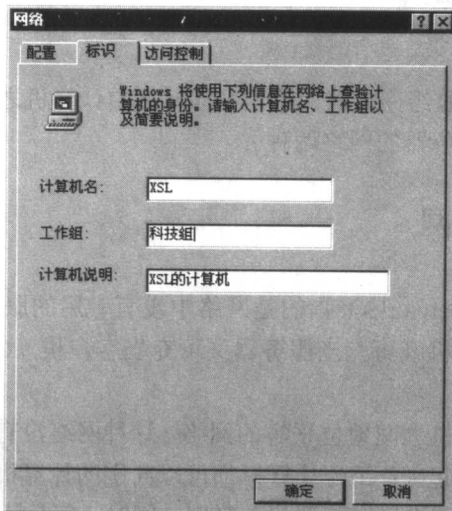 网络
配置 标识 访问控制
Windows 将使用下列信息在网络上查验计
算机的身份。请输入计算机名、工作组以
及简要说明。
计算机名: XSL
工作组: 科技组
计算机说明: XSL的计算机
确定 取消